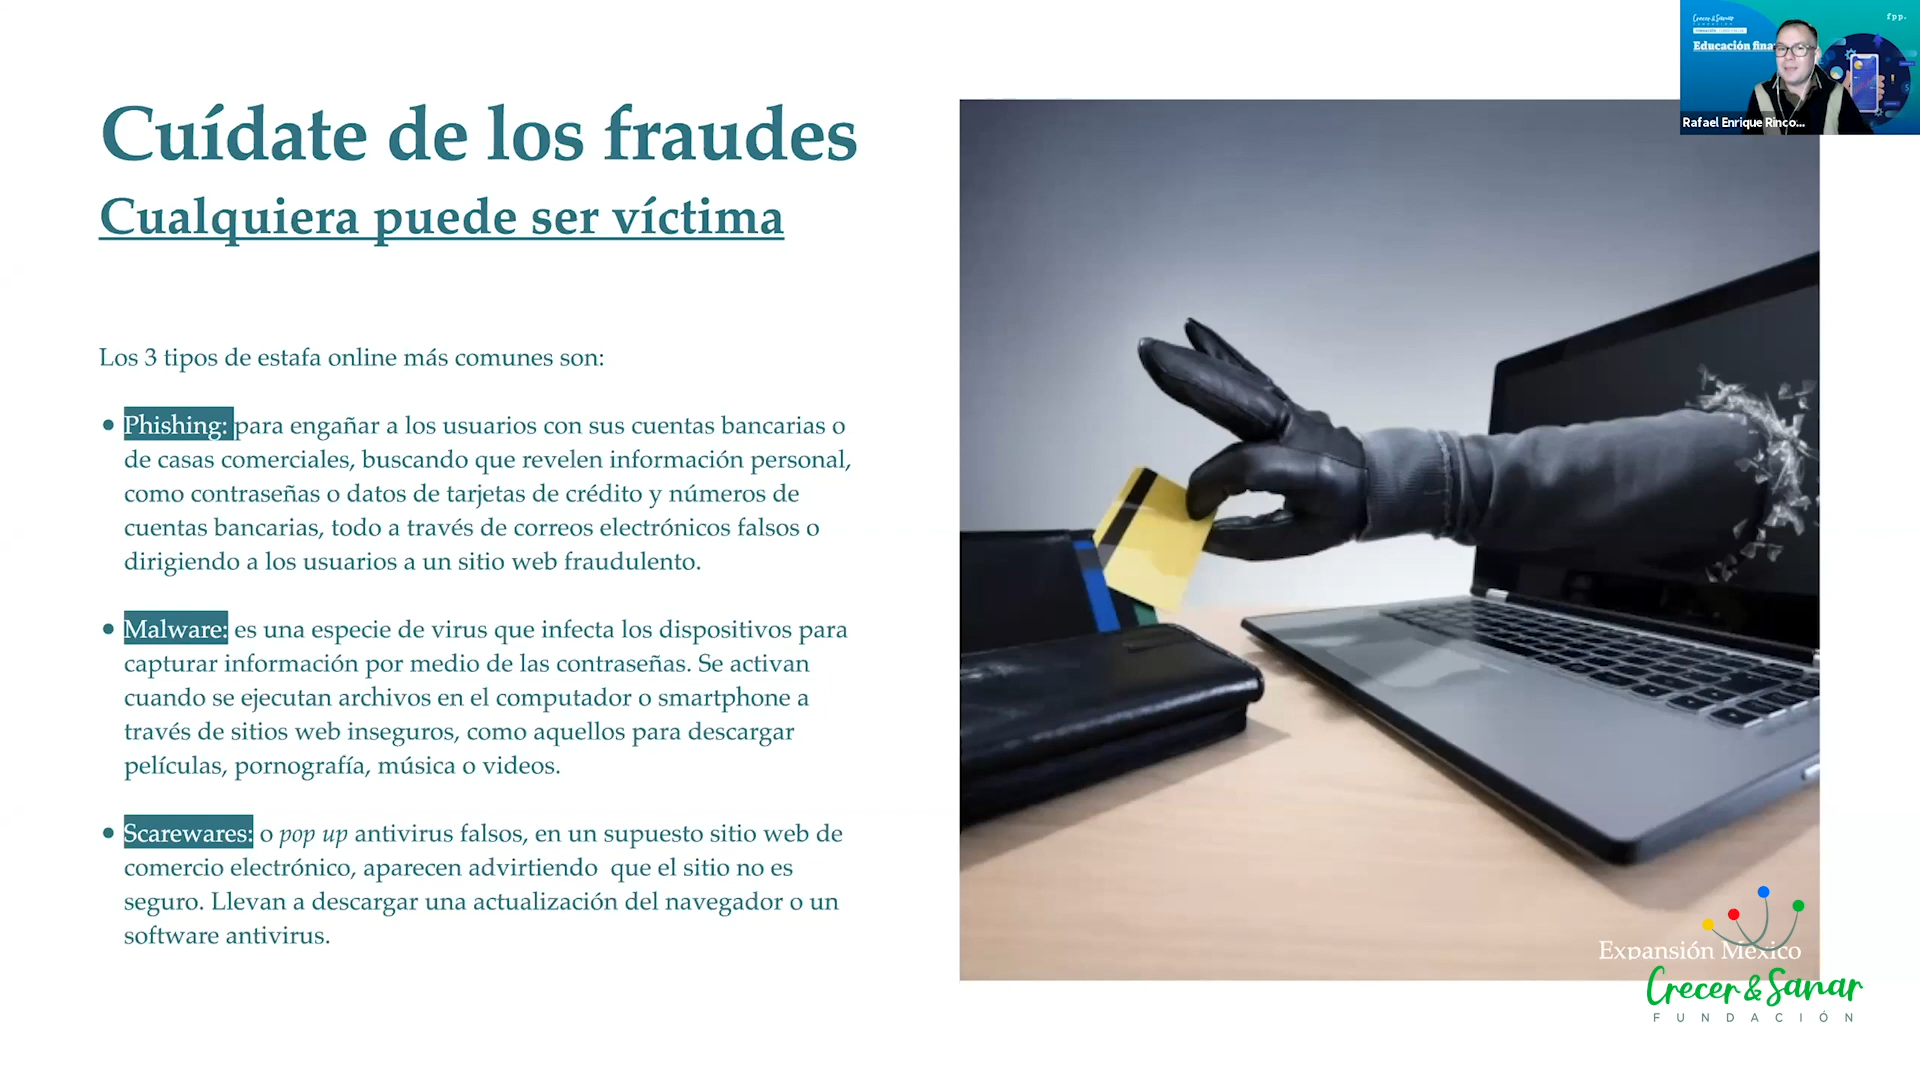 Cuídate de los fraudes
Cualquiera puede ser víctima
Los 3 tipos de estafa online más comunes son:
• Phishing: para engañar a los usuarios con sus cuentas bancarias o
de casas comerciales, buscando que revelen información personal,
como contraseñas o datos de tarjetas de crédito y números de
cuentas bancarias, todo a través de correos electrónicos falsos o
dirigiendo a los usuarios a un sitio web fraudulento.
• Malware: es una especie de virus que infecta los dispositivos para
capturar información por medio de las contraseñas. Se activan
cuando se ejecutan archivos en el computador o smartphone a
través de sitios web inseguros, como aquellos para descargar
películas, pornografía, música o videos.
• Scarewares: o pop up antivirus falsos, en un supuesto sitio web de
comercio electrónico, aparecen advirtiendo  que el sitio no es
seguro. Llevan a descargar una actualización del navegador o un
software antivirus.
Crecer & Sanar
fpp.
Educación fina
Rafael Enrique Rinco...
Expansión México
Crecer & Sanar
FUNDACIÓN